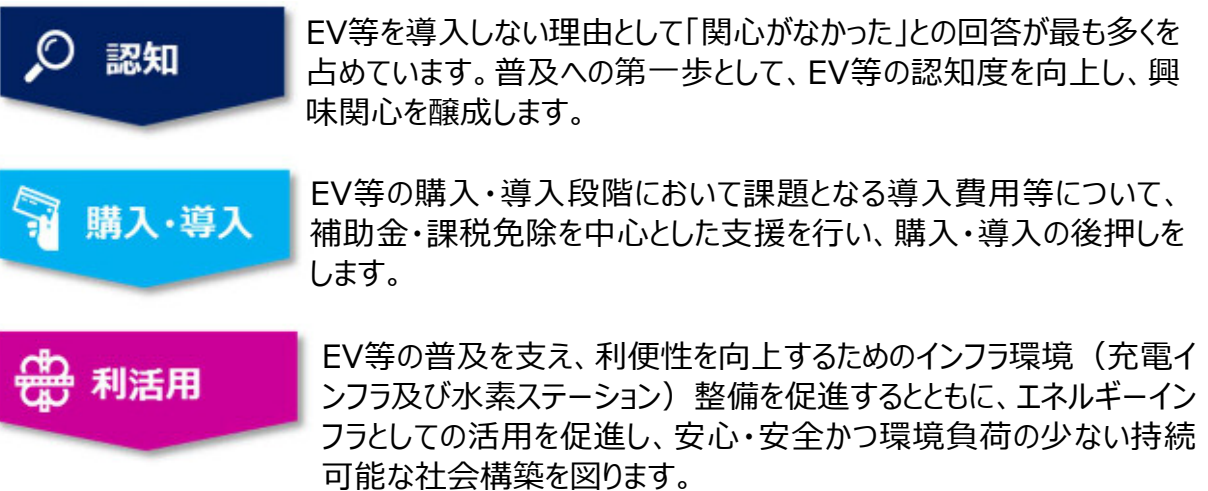 認知
EV等を導入しない理由として「関心がなかった」との回答が最も多くを
占めています。普及への第一歩として、EV等の認知度を向上し、興
味関心を醸成します。
購入・導入
EV等の購入・導入段階において課題となる導入費用等について、
補助金・課税免除を中心とした支援を行い、購入・導入の後押しを
します。
利活用
EV等の普及を支え、利便性を向上するためのインフラ環境（充電イ
ンフラ及び水素ステーション）整備を促進するとともに、エネルギーイン
フラとしての活用を促進し、安心・安全かつ環境負荷の少ない持続
可能な社会構築を図ります。